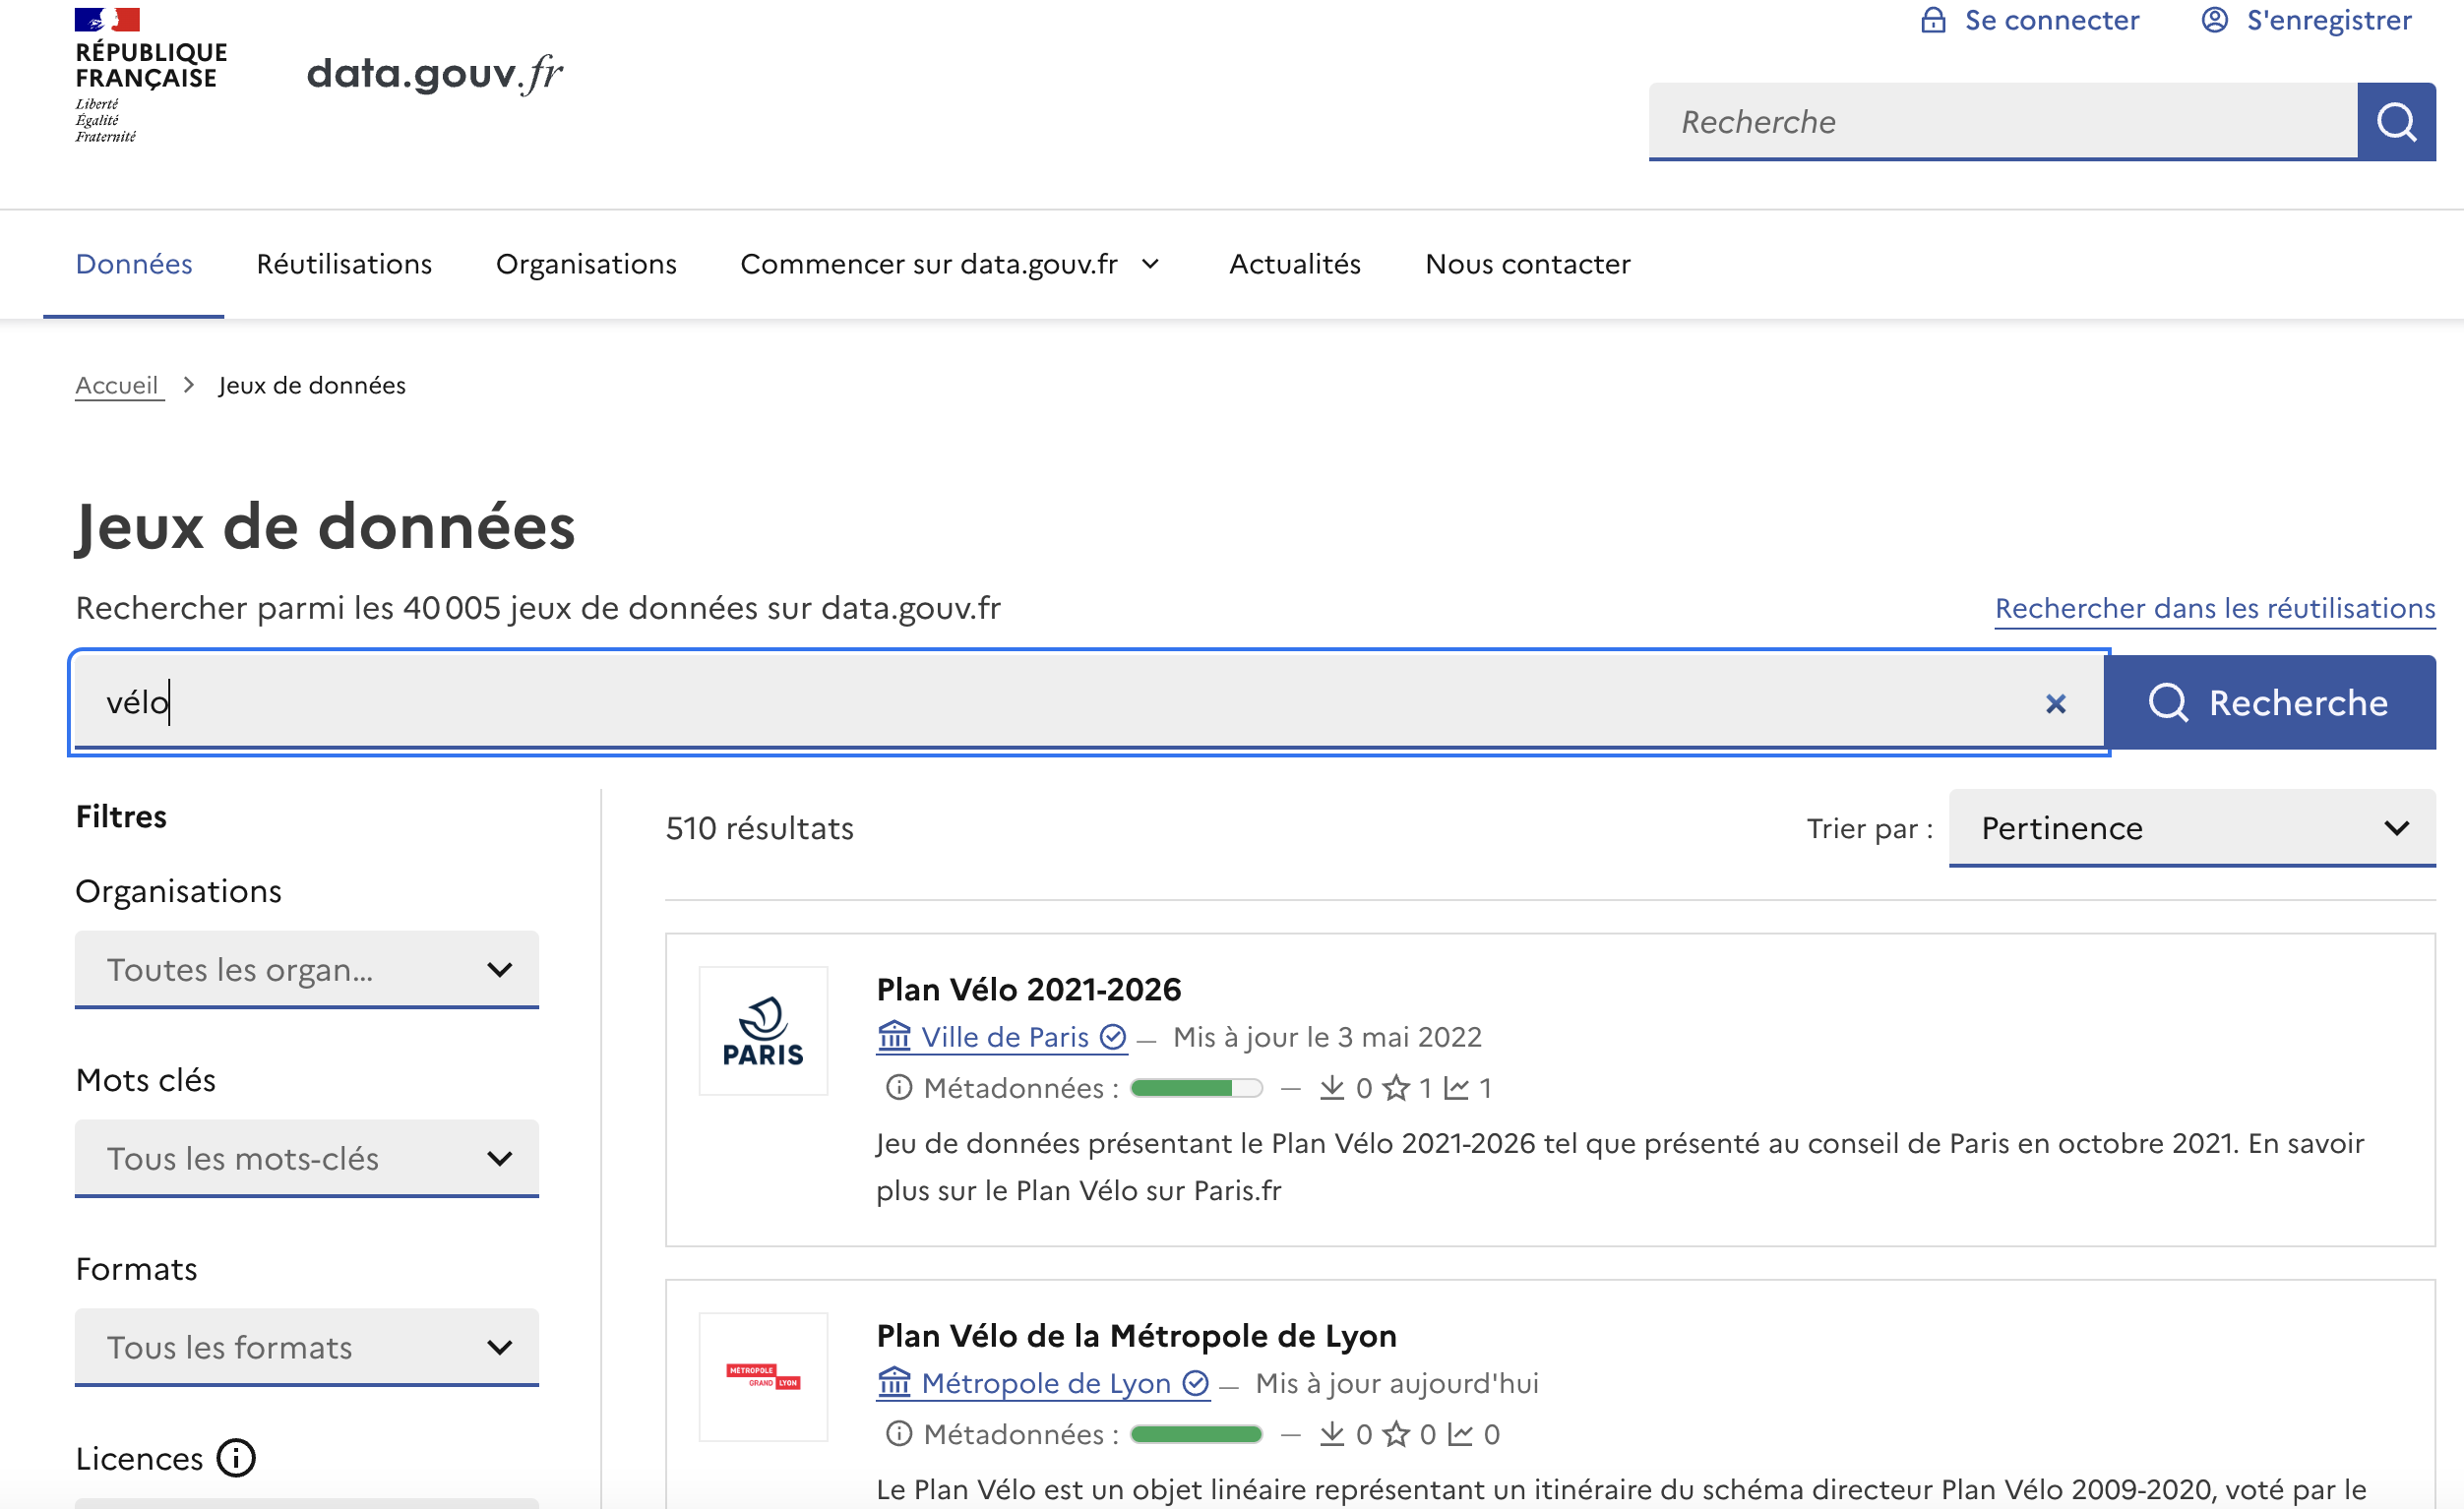 RÉPUBLIQUE
FRANÇAISE
Liberté
Égalité
Fraternité
data.gouv.fr
Se connecter
S'enregistrer
Recherche
Données
Réutilisations
Organisations
Commencer sur data.gouv.fr
Actualités
Nous contacter
Accueil
Jeux de données
Jeux de données
Rechercher parmi les 40 005 jeux de données sur data.gouv.fr
Rechercher dans les réutilisations
vélo
Recherche
Filtres
Organisations
Toutes les organ...
Mots clés
Tous les mots-clés
Formats
Tous les formats
Licences
510 résultats
Trier par :
Pertinence
PARIS
Plan Vélo 2021-2026
Ville de Paris — Mis à jour le 3 mai 2022
Métadonnées : — 0 1 1
Jeu de données présentant le Plan Vélo 2021-2026 tel que présenté au conseil de Paris en octobre 2021. En savoir
plus sur le Plan Vélo sur Paris.fr
MÉTROPOLE
GRAND LYON
Plan Vélo de la Métropole de Lyon
Métropole de Lyon — Mis à jour aujourd'hui
Métadonnées : — 0 0 0
Le Plan Vélo est un objet linéaire représentant un itinéraire du schéma directeur Plan Vélo 2009-2020, voté par le